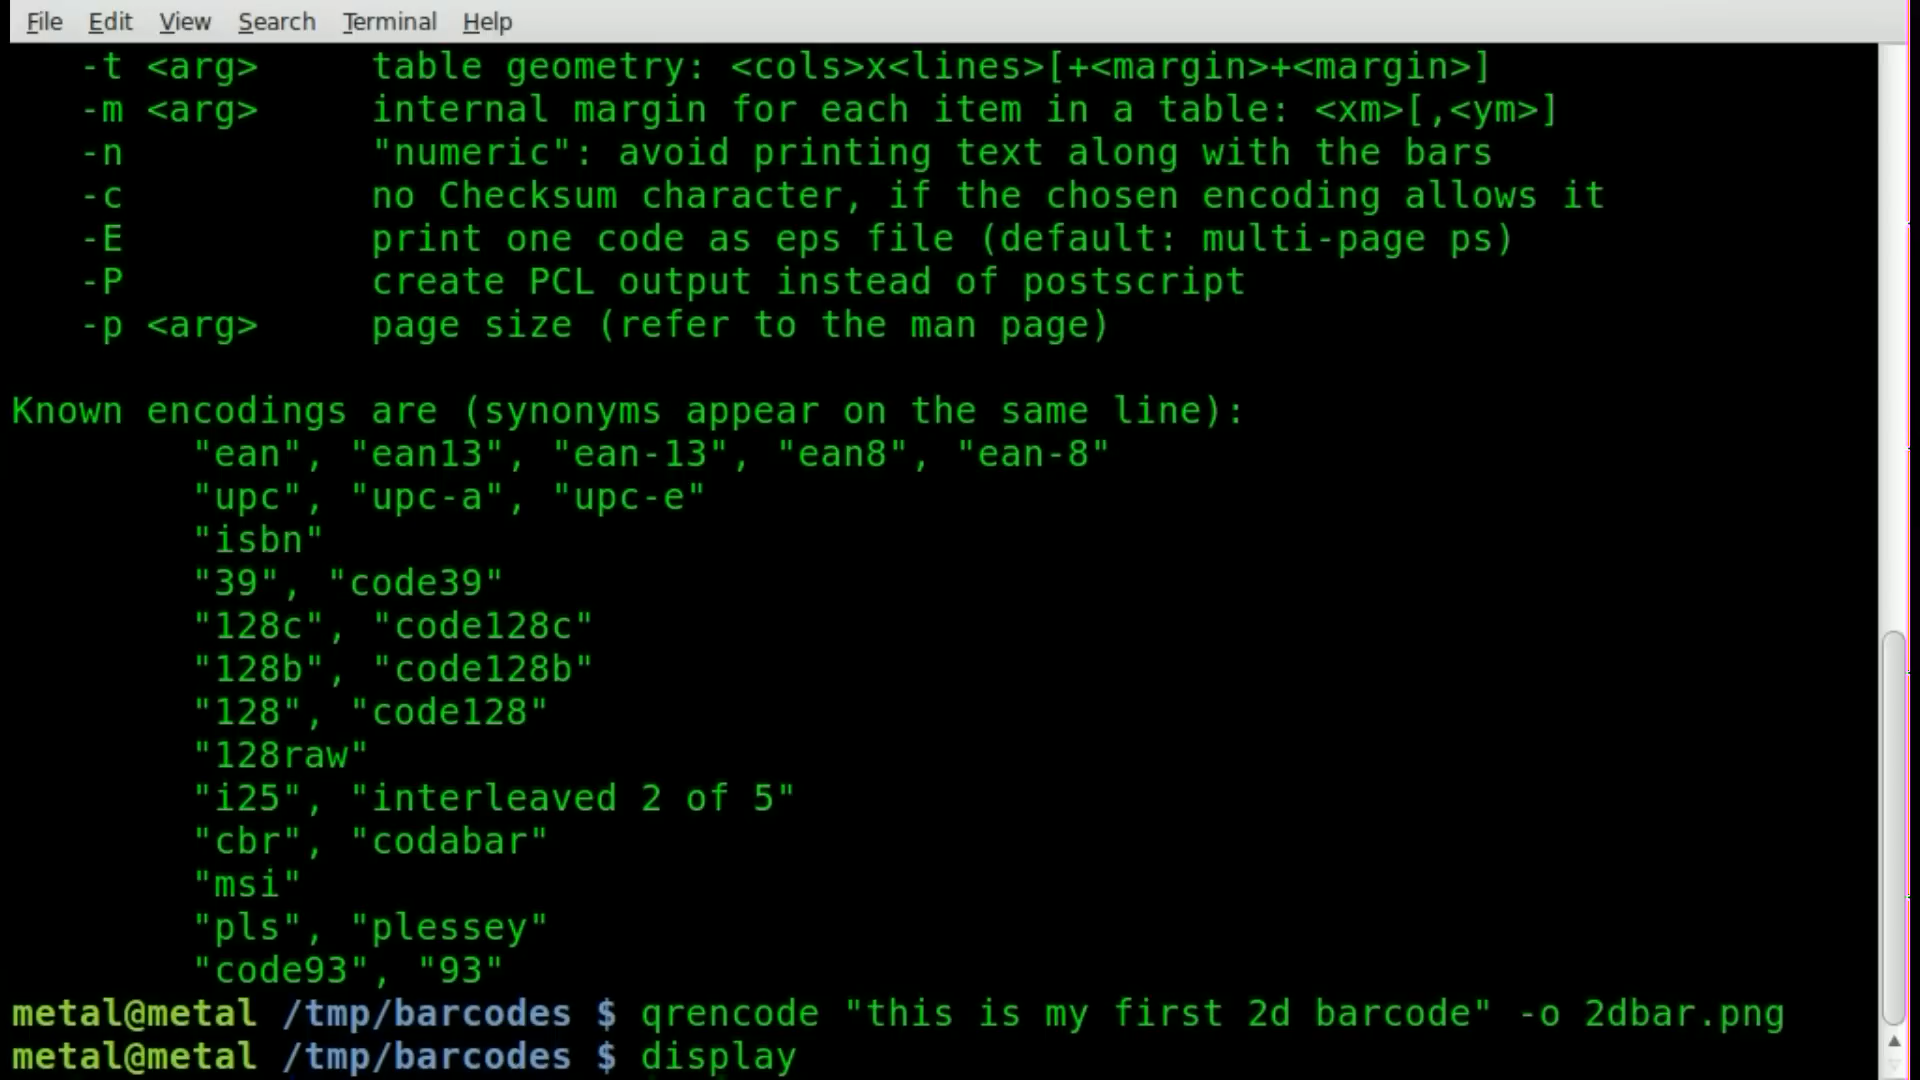 File Edit View Search Terminal Help
-t <arg> table geometry: <cols>x<lines>[+<margin>+<margin>]
-m <arg> internal margin for each item in a table: <xm>[,<ym>]
-n "numeric": avoid printing text along with the bars
-c no Checksum character, if the chosen encoding allows it
-E print one code as eps file (default: multi-page ps)
-P create PCL output instead of postscript
-p <arg> page size (refer to the man page)
Known encodings are (synonyms appear on the same line):
"ean", "ean13", "ean-13", "ean8", "ean-8"
"upc", "upc-a", "upc-e"
"isbn"
"39", "code39"
"128c", "code128c"
"128b", "code128b"
"128", "code128"
"128raw"
"i25", "interleaved 2 of 5"
"cbr", "codabar"
"msi"
"pls", "plessey"
"code93", "93"
metal@metal /tmp/barcodes $ qrencode "this is my first 2d barcode" -o 2dbar.png
metal@metal /tmp/barcodes $ display